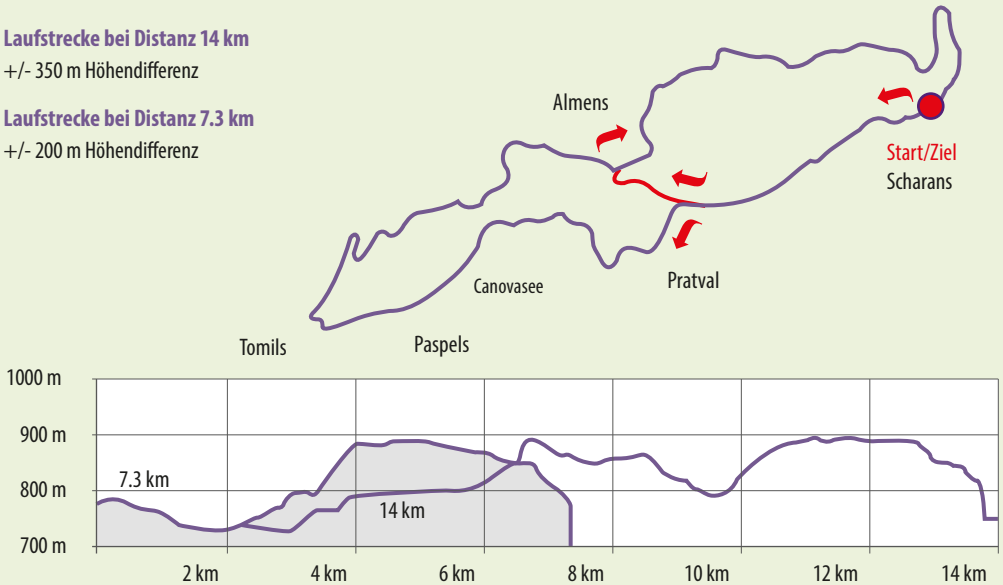 Laufstrecke bei Distanz 14 km
+/- 350 m Höhendifferenz
Laufstrecke bei Distanz 7.3 km
+/- 200 m Höhendifferenz
Almens
Start/Ziel
Scharans
Pratval
Canovasee
Tomils
Paspels
1000 m
900 m
800 m
700 m
7.3 km
14 km
2 km
4 km
6 km
8 km
10 km
12 km
14 km